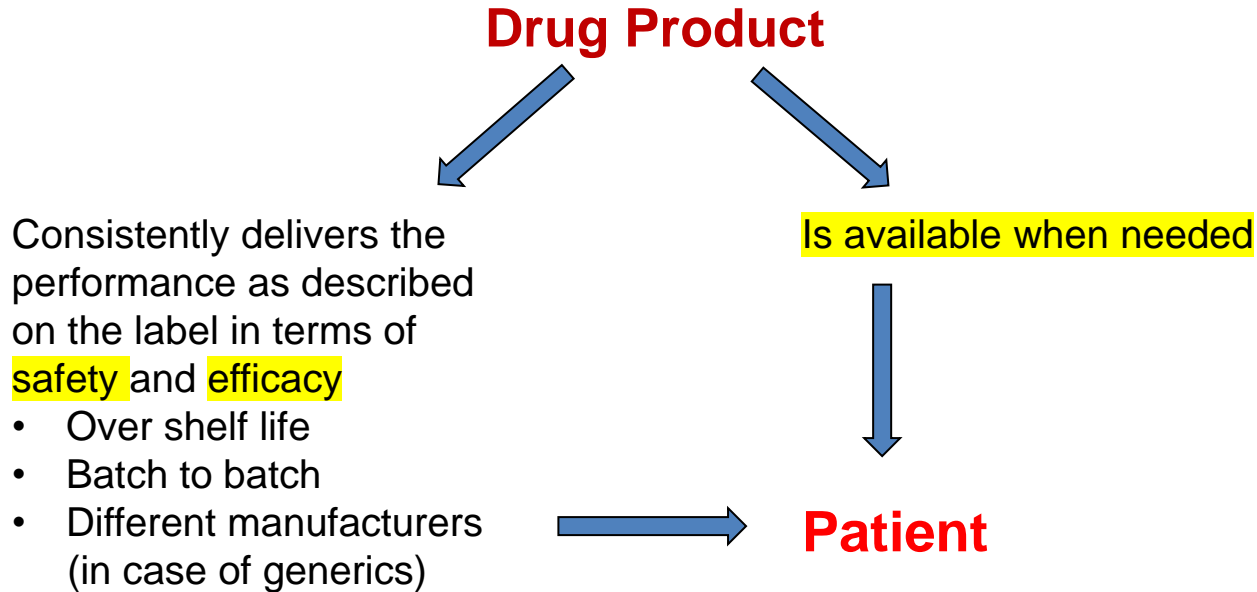 Drug Product
Consistently delivers the
performance as described
on the label in terms of
safety and efficacy
• Over shelf life
• Batch to batch
• Different manufacturers
(in case of generics)
Is available when needed
Patient